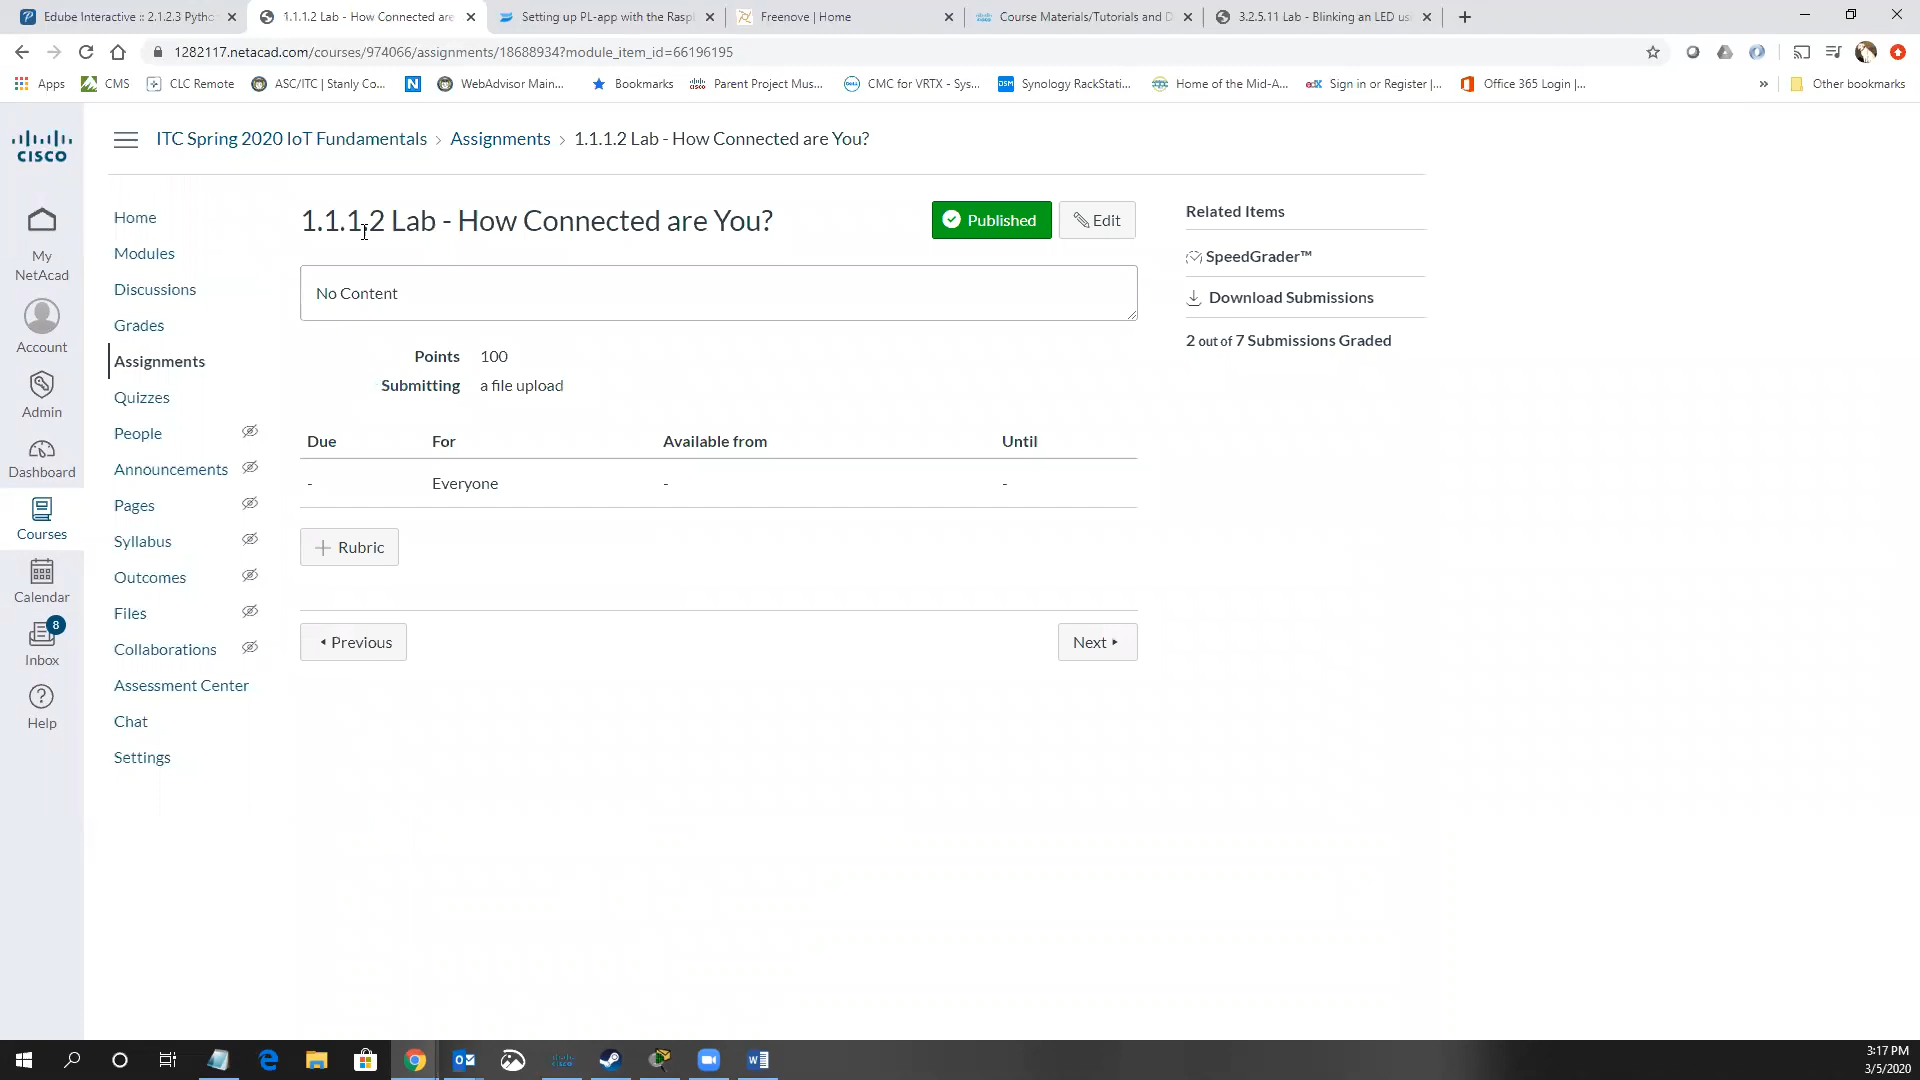 Edube Interactive :: 2.1.2.3 Pytho
1.1.1.2 Lab - How Connected are
Setting up PL-app with the Rasp
Freenove | Home
Course Materials/Tutorials and D
3.2.5.11 Lab - Blinking an LED us
1282117.netacad.com/courses/974066/assignments/18688934?module_item_id=66196195
Apps
CMS
CLC Remote
ASC/ITC | Stanly Co...
WebAdvisor Main...
Bookmarks
Parent Project Mus...
CMC for VRTX - Sys...
Synology RackStati...
Home of the Mid-A...
Sign in or Register |...
Office 365 Login |...
»
Other bookmarks
CISCO
ITC Spring 2020 IoT Fundamentals › Assignments › 1.1.1.2 Lab - How Connected are You?
My NetAcad
Account
Admin
Dashboard
Courses
Calendar
8
Inbox
Help
Home
Modules
Discussions
Grades
Assignments
Quizzes
People
Announcements
Pages
Syllabus
Outcomes
Files
Collaborations
Assessment Center
Chat
Settings
1.1.1.2 Lab - How Connected are You?
Published
Edit
No Content
Points 100
Submitting a file upload
Due For Available from Until
- Everyone - -
+ Rubric
Previous
Next
Related Items
SpeedGrader™
Download Submissions
2 out of 7 Submissions Graded
3:17 PM
3/5/2020